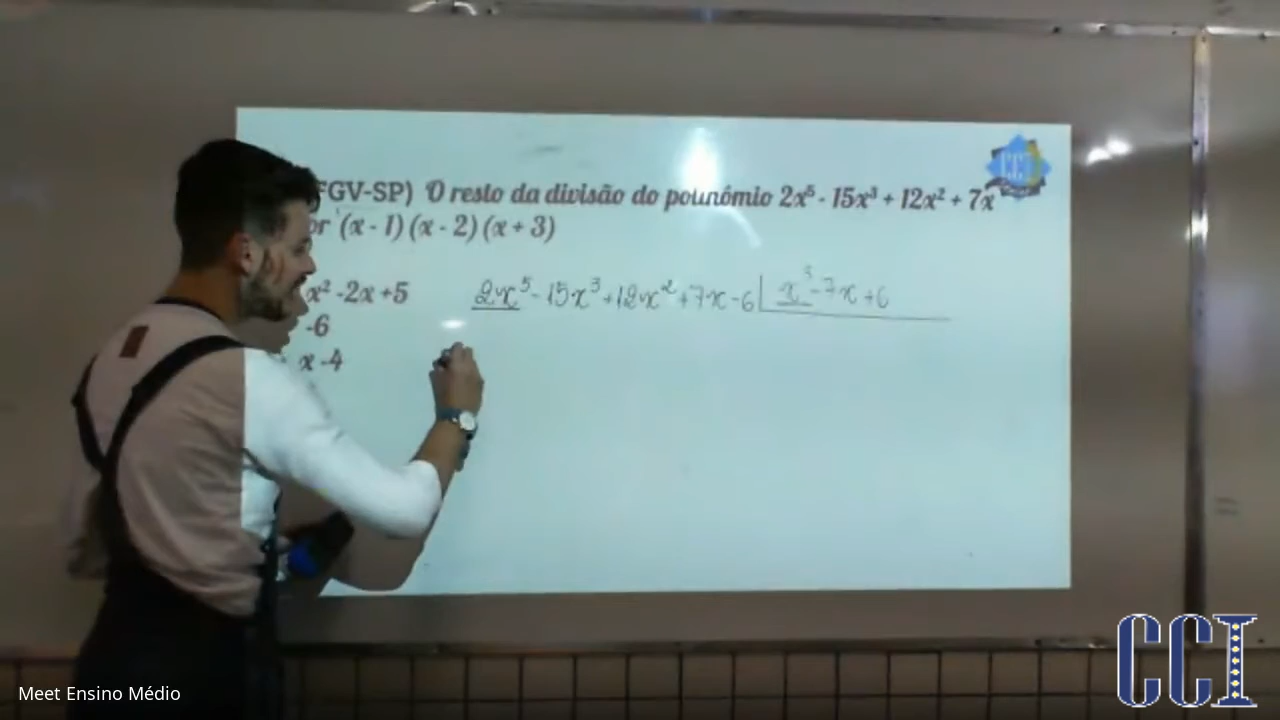 FGV-SP) O resto da divisão do polinômio 2x⁵ - 15x³ + 12x² + 7x
or (x - 1) (x - 2) (x + 3)
x² -2x +5
-6
x -4
2x⁵ - 15x³ + 12x² + 7x - 6 x³ - 7x + 6
CCI
Meet Ensino Médio
CCI